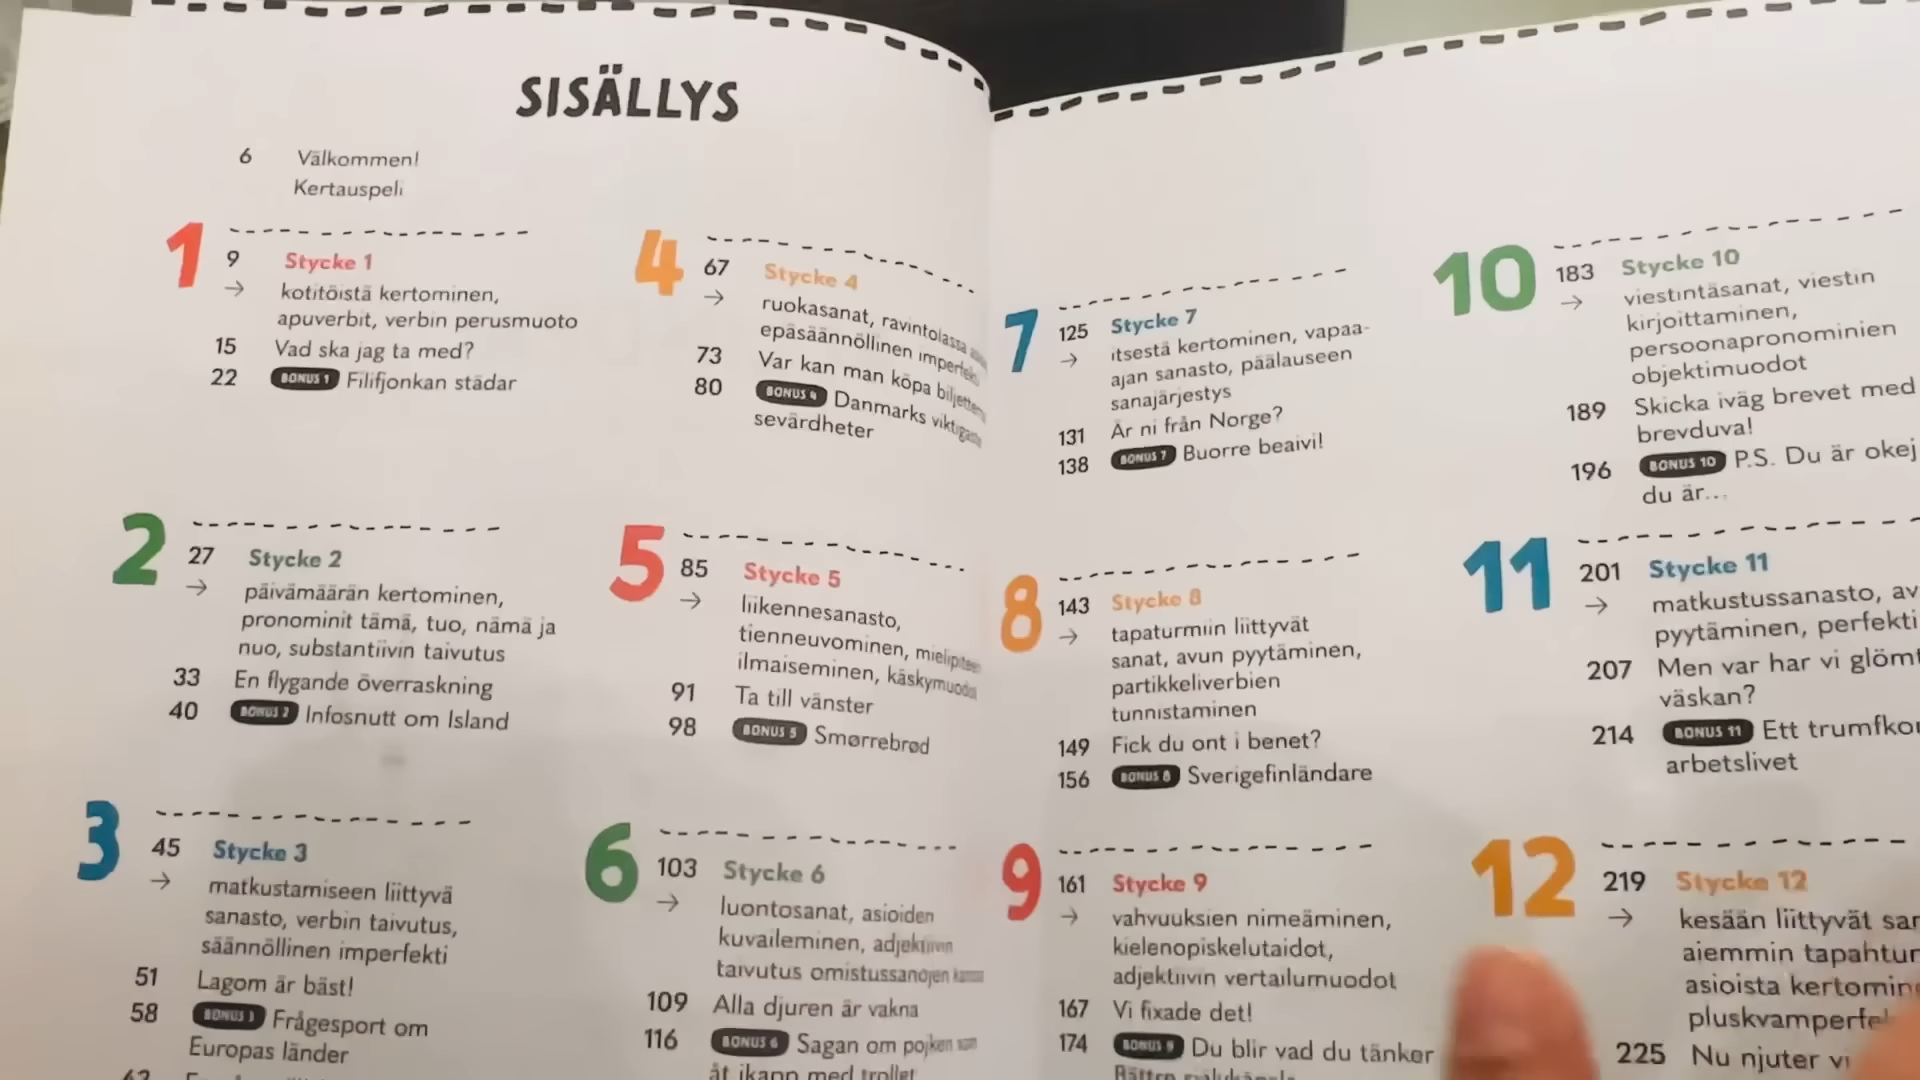 SISÄLLYS
6 Välkommen!
Kertauspeli
1
9 Stycke 1
→ kotitöistä kertominen,
apuverbit, verbin perusmuoto
15 Vad ska jag ta med?
22 BONUS 1 Filifjonkan städar
2
27 Stycke 2
→ päivämäärän kertominen,
pronominit tämä, tuo, nämä ja
nuo, substantiivin taivutus
33 En flygande överraskning
40 BONUS 2 Infosnutt om Island
3
45 Stycke 3
→ matkustamiseen liittyvä
sanasto, verbin taivutus,
säännöllinen imperfekti
51 Lagom är bäst!
58 BONUS 3 Frågesport om
Europas länder
4
67 Stycke 4
→ ruokasanat, ravintolassa
epäsäännöllinen imperfekti
73 Var kan man köpa biljetter
80 BONUS 4 Danmarks viktigaste
sevärdheter
5
85 Stycke 5
→ liikennesanasto,
tienneuvominen, mielipiteen
ilmaiseminen, käskymuodot
91 Ta till vänster
98 BONUS 5 Smørrebrød
6
103 Stycke 6
→ luontosanat, asioiden
kuvaileminen, adjektiivin
taivutus omistussanojen kanssa
109 Alla djuren är vakna
116 BONUS 6 Sagan om pojken som
åt ikapp med trollet
7
125 Stycke 7
→ itsestä kertominen, vapaa-
ajan sanasto, päälauseen
sanajärjestys
131 Är ni från Norge?
138 BONUS 7 Buorre beaivi!
8
143 Stycke 8
→ tapaturmiin liittyvät
sanat, avun pyytäminen,
partikkeliverbien
tunnistaminen
149 Fick du ont i benet?
156 BONUS 8 Sverigefinländare
9
161 Stycke 9
→ vahvuuksien nimeäminen,
kielenopiskelutaidot,
adjektiivin vertailumuodot
167 Vi fixade det!
174 BONUS 9 Du blir vad du tänker
10
183 Stycke 10
→ viestintäsanat, viestin
kirjoittaminen,
persoonapronominien
objektimuodot
189 Skicka iväg brevet med
brevduva!
196 BONUS 10 P.S. Du är okej
du är...
11
201 Stycke 11
→ matkustussanasto, av
pyytäminen, perfekti
207 Men var har vi glömt
väskan?
214 BONUS 11 Ett trumfkor
arbetslivet
12
219 Stycke 12
→ kesään liittyvät san
aiemmin tapahtun
asioista kertomin
pluskvamperfe
225 Nu njuter vi